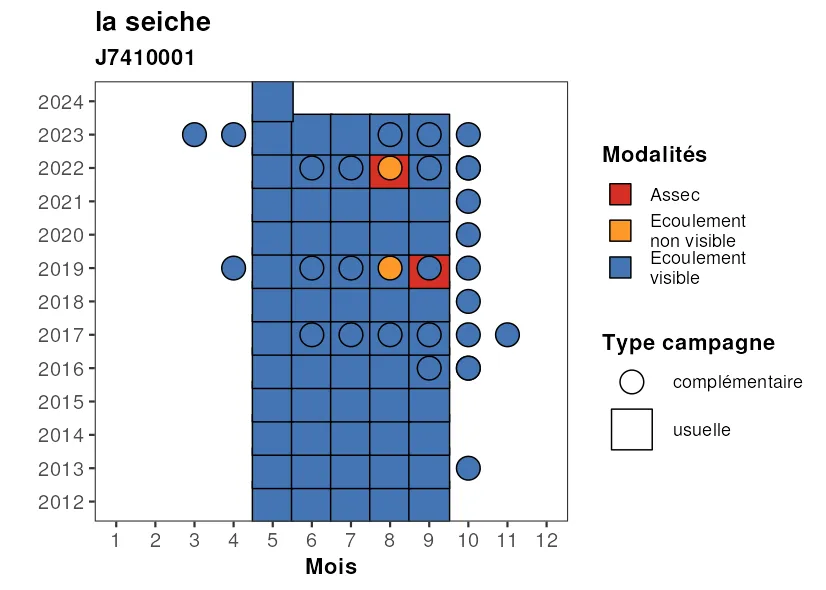 la seiche
J7410001
2024
2023
2022
2021
2020
2019
2018
2017
2016
2015
2014
2013
2012
1 2 3 4 5 6 7 8 9 10 11 12
Mois
Modalités
Assec
Ecoulement
non visible
Ecoulement
visible
Type campagne
complémentaire
usuelle